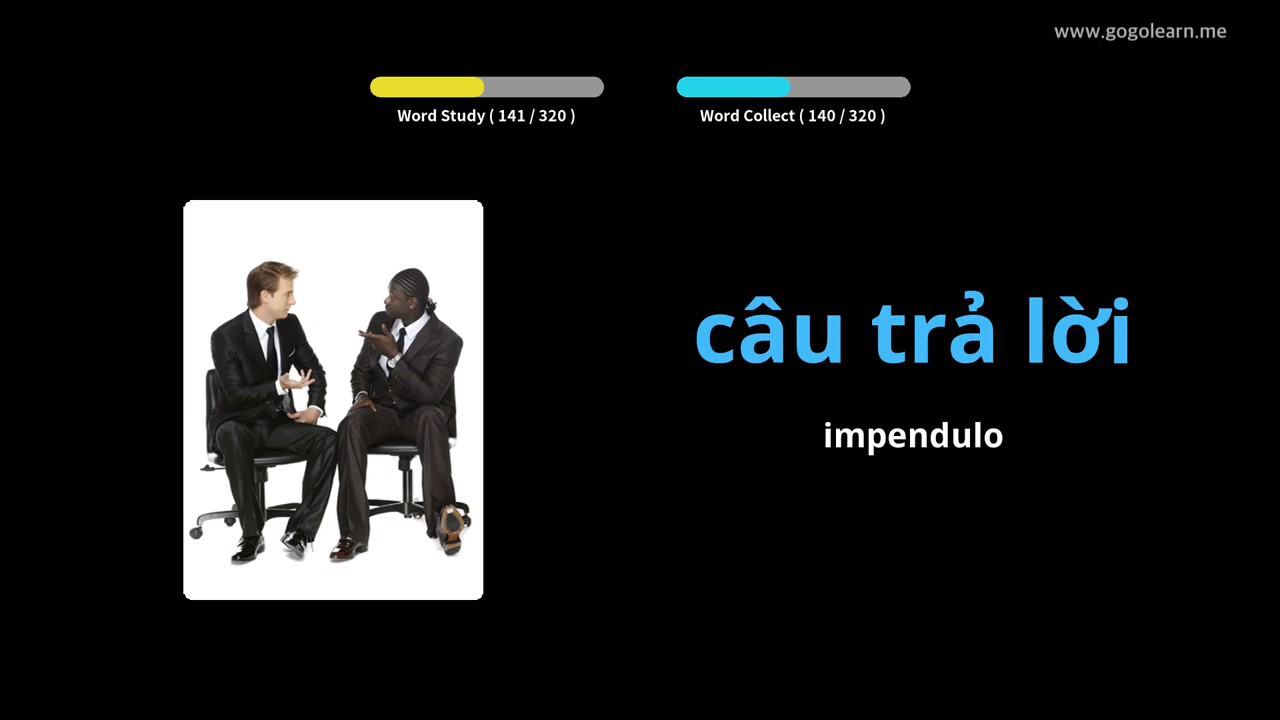 www.gogolearn.me
Word Study ( 141 / 320 )
Word Collect ( 140 / 320 )
câu trả lời
impendulo